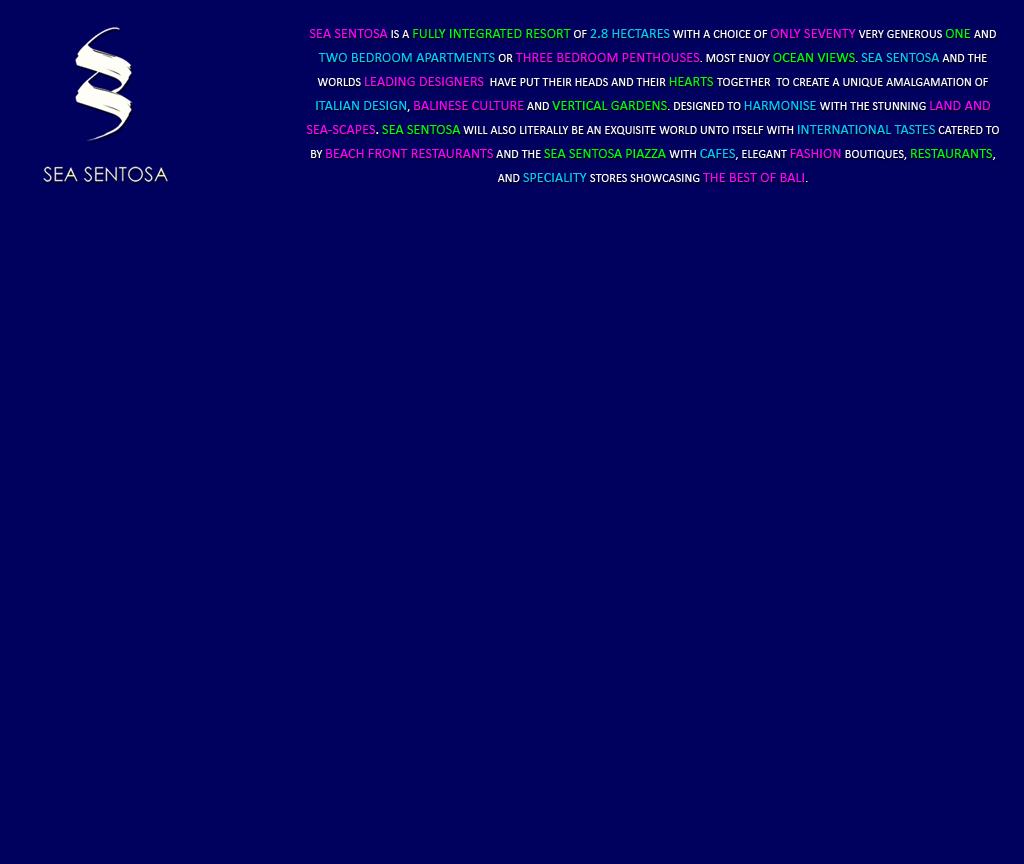 SEA SENTOSA IS A FULLY INTEGRATED RESORT OF 2.8 HECTARES WITH A CHOICE OF ONLY SEVENTY VERY GENEROUS ONE AND
TWO BEDROOM APARTMENTS OR THREE BEDROOM PENTHOUSES. MOST ENJOY OCEAN VIEWS. SEA SENTOSA AND THE
WORLDS LEADING DESIGNERS  HAVE PUT THEIR HEADS AND THEIR HEARTS TOGETHER  TO CREATE A UNIQUE AMALGAMATION OF
ITALIAN DESIGN, BALINESE CULTURE AND VERTICAL GARDENS. DESIGNED TO HARMONISE WITH THE STUNNING LAND AND
SEA-SCAPES. SEA SENTOSA WILL ALSO LITERALLY BE AN EXQUISITE WORLD UNTO ITSELF WITH INTERNATIONAL TASTES CATERED TO
BY BEACH FRONT RESTAURANTS AND THE SEA SENTOSA PIAZZA WITH CAFES, ELEGANT FASHION BOUTIQUES, RESTAURANTS,
AND SPECIALITY STORES SHOWCASING THE BEST OF BALI.
SEA SENTOSA